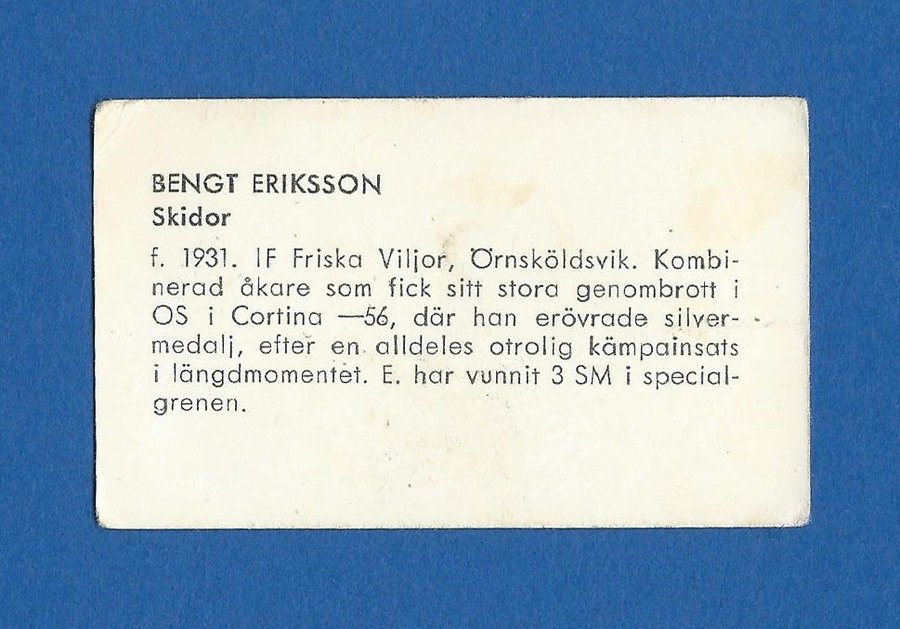 BENGT ERIKSSON
Skidor
f. 1931. IF Friska Viljor, Örnsköldsvik. Kombi-
nerad åkare som fick sitt stora genombrott i
OS i Cortina —56, där han erövrade silver-
medalj, efter en alldeles otrolig kämpainsats
i längdmomentet. E. har vunnit 3 SM i special-
grenen.